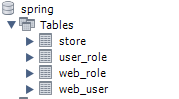 spring
Tables
store
user_role
web_role
web_user